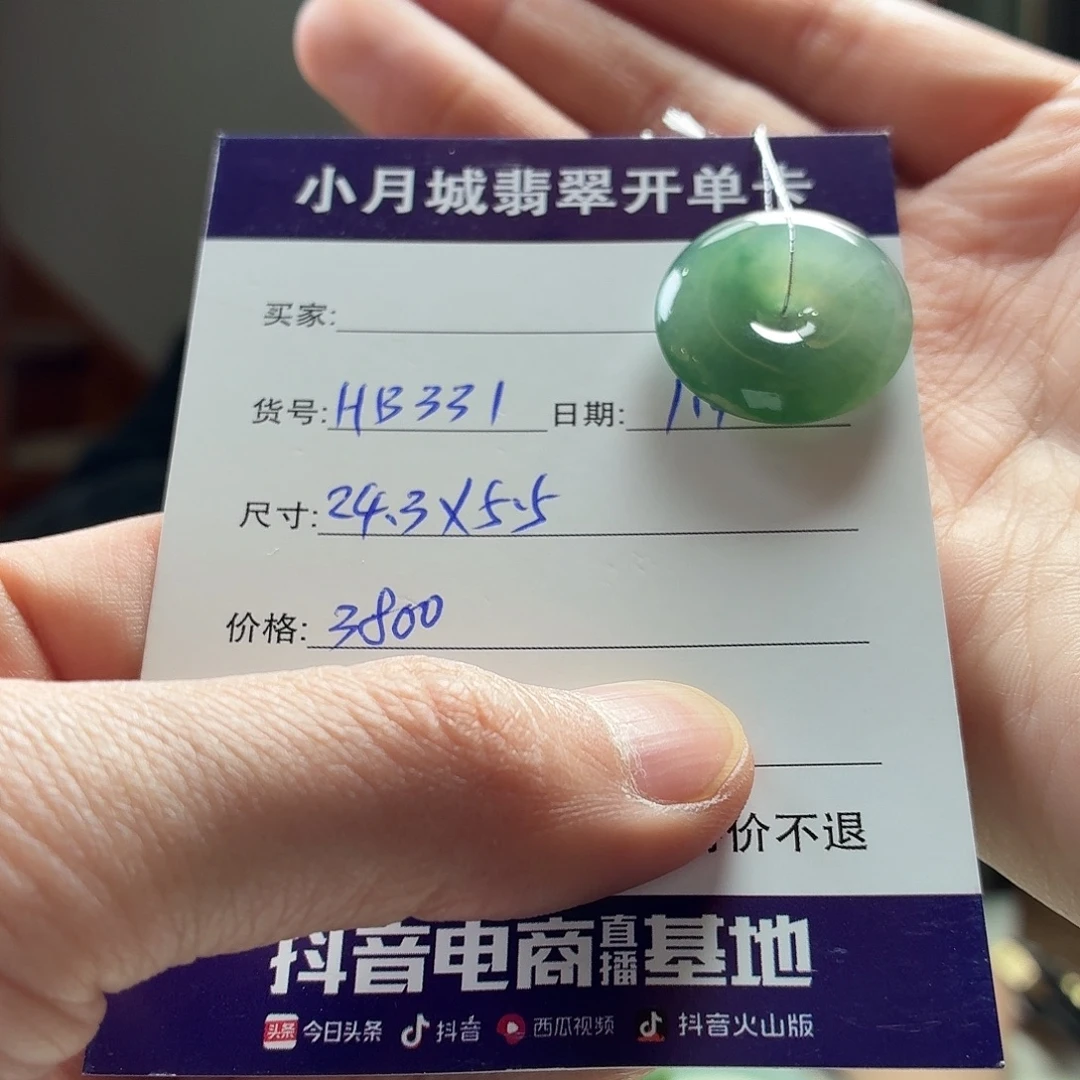 小月城翡翠开单卡
买家:
货号: HB331 日期:
尺寸: 24.3X5.5
价格: 3800
价不退
抖音电商直播基地
头条 今日头条 抖音 西瓜视频 抖音火山版